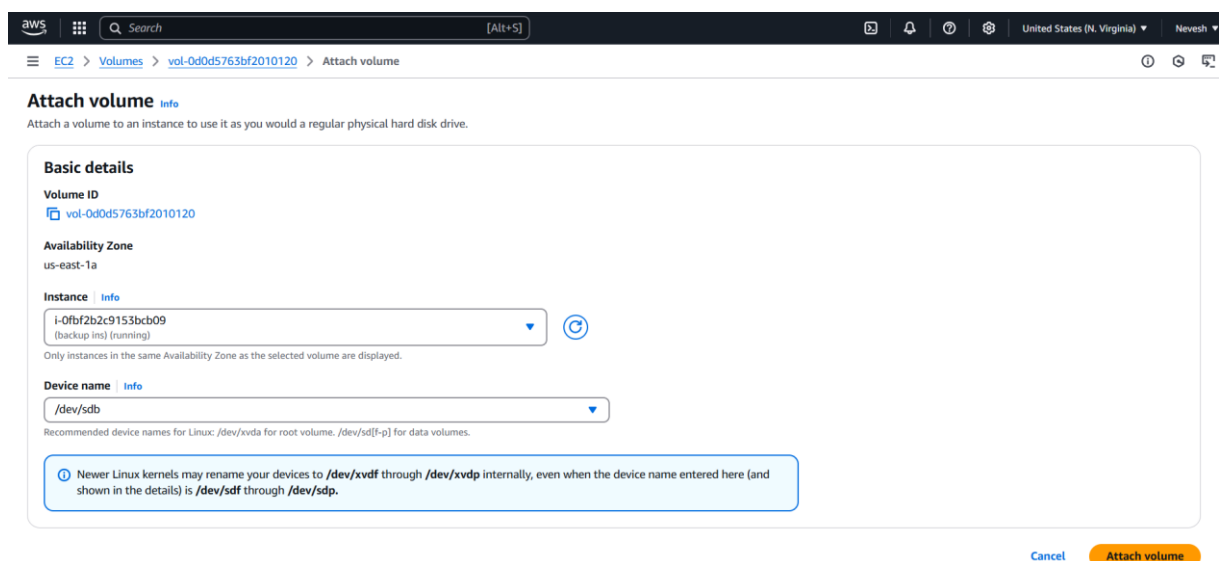 aws
Search [Alt+S] United States (N. Virginia) Nevesh
EC2 > Volumes > vol-0d0d5763bf2010120 > Attach volume
Attach volume Info
Attach a volume to an instance to use it as you would a regular physical hard disk drive.
Basic details
Volume ID
vol-0d0d5763bf2010120
Availability Zone
us-east-1a
Instance | Info
i-0fbf2b2c9153bcb09
(backup ins) (running)
Only instances in the same Availability Zone as the selected volume are displayed.
Device name | Info
/dev/sdb
Recommended device names for Linux: /dev/xvda for root volume. /dev/sd[f-p] for data volumes.
Newer Linux kernels may rename your devices to /dev/xvdf through /dev/xvdp internally, even when the device name entered here (and
shown in the details) is /dev/sdf through /dev/sdp.
Cancel Attach volume